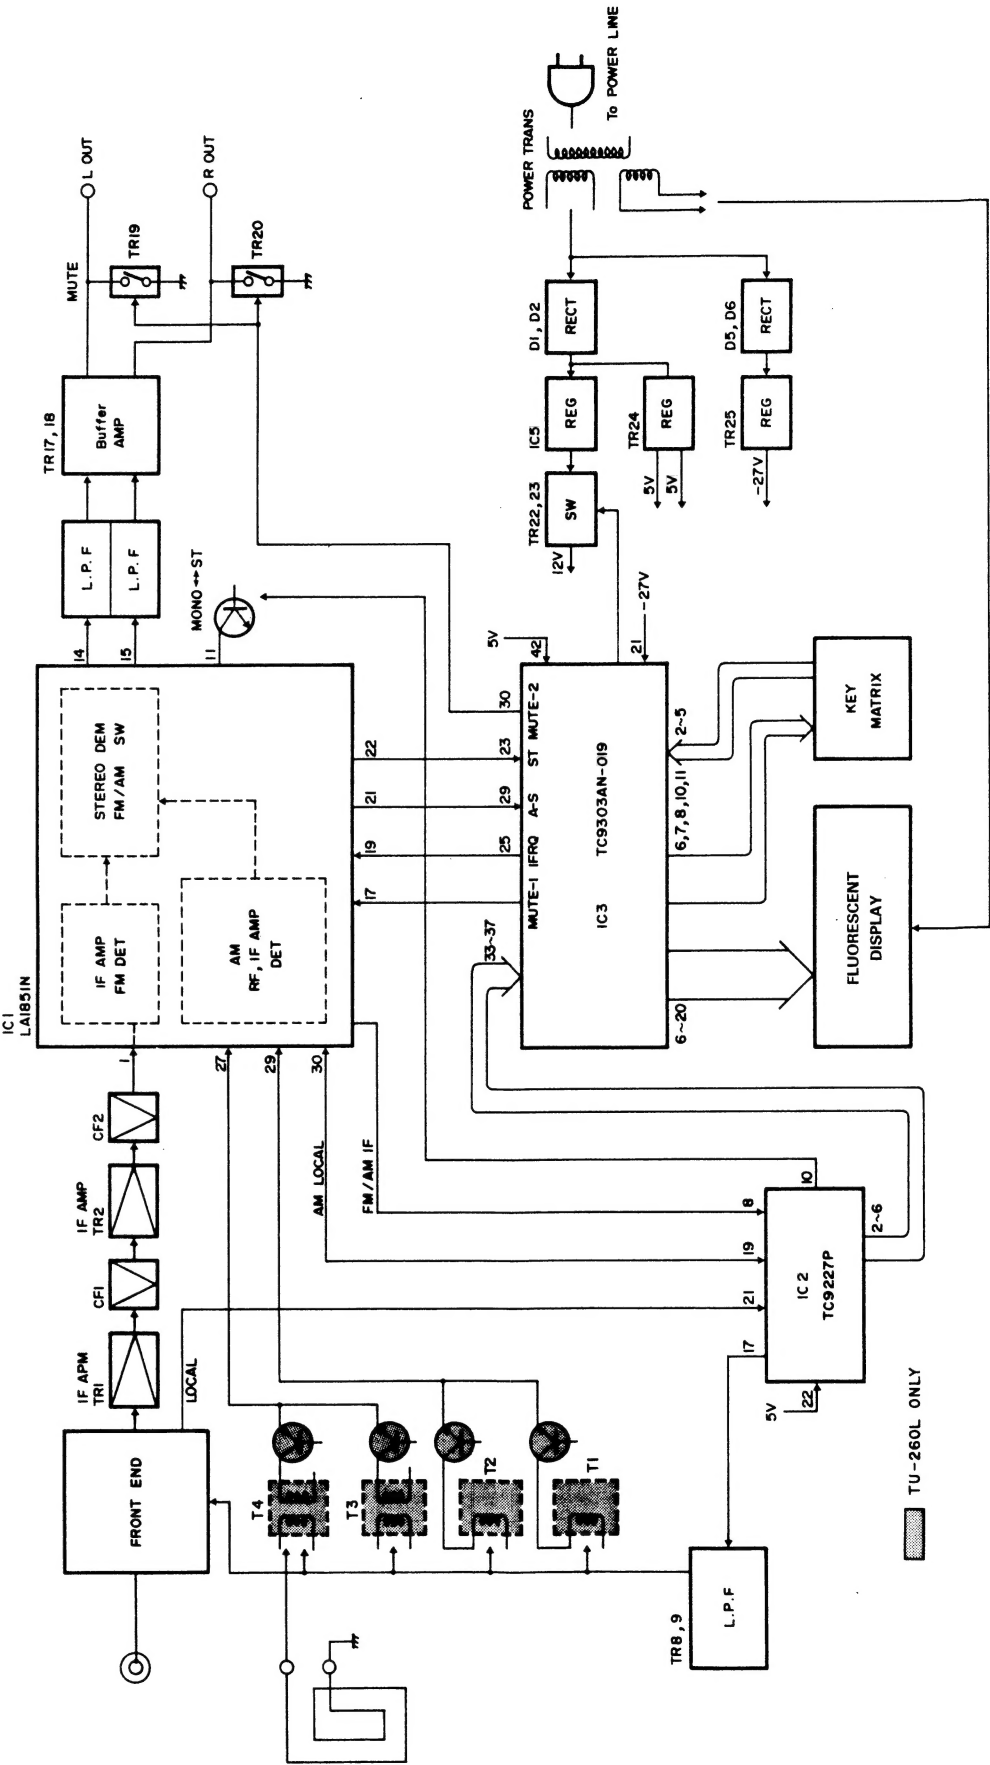 FRONT END
LOCAL
IF APM
TR1
CF1
IF AMP
TR2
CF2
IC1
LA1851N
1
IF AMP
FM DET
STEREO DEM
FM/AM SW
AM
RF, IF AMP
DET
14
15
11
L.P.F
L.P.F
MONO↔ST
TR17, 18
Buffer
AMP
MUTE
L OUT
TR19
R OUT
TR20
27
29
30
AM LOCAL
FM/AM IF
17
19
21
22
T4
T3
T2
T1
MUTE-1
IFRQ
25
A-S
29
ST
23
MUTE-2
30
33~37
IC3
TC9303AN-019
5V
42
21
-27V
6~20
6,7,8,10,11
2~5
FLUORESCENT
DISPLAY
KEY
MATRIX
TR8, 9
L.P.F
17
21
19
8
10
IC2
TC9227P
2~6
5V
22
TU-260L ONLY
POWER TRANS
To POWER LINE
D1, D2
RECT
IC5
REG
TR22, 23
SW
12V
TR24
REG
5V
5V
D5, D6
RECT
TR25
REG
-27V